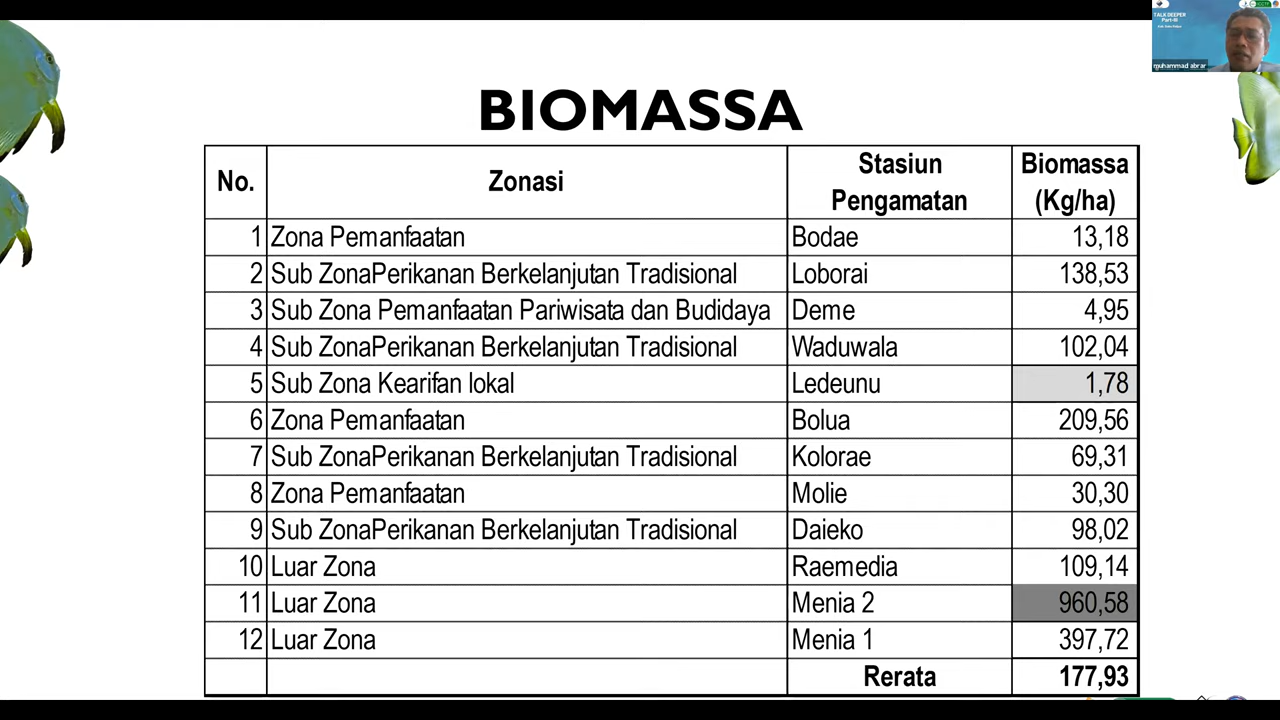 TALK DEEPER
Part-III
muhammad abrar
BIOMASSA
No. Zonasi Stasiun Pengamatan Biomassa (Kg/ha)
1 Zona Pemanfaatan Bodae 13,18
2 Sub ZonaPerikanan Berkelanjutan Tradisional Loborai 138,53
3 Sub Zona Pemanfaatan Pariwisata dan Budidaya Deme 4,95
4 Sub ZonaPerikanan Berkelanjutan Tradisional Waduwala 102,04
5 Sub Zona Kearifan lokal Ledeunu 1,78
6 Zona Pemanfaatan Bolua 209,56
7 Sub ZonaPerikanan Berkelanjutan Tradisional Kolorae 69,31
8 Zona Pemanfaatan Molie 30,30
9 Sub ZonaPerikanan Berkelanjutan Tradisional Daieko 98,02
10 Luar Zona Raemedia 109,14
11 Luar Zona Menia 2 960,58
12 Luar Zona Menia 1 397,72
Rerata 177,93